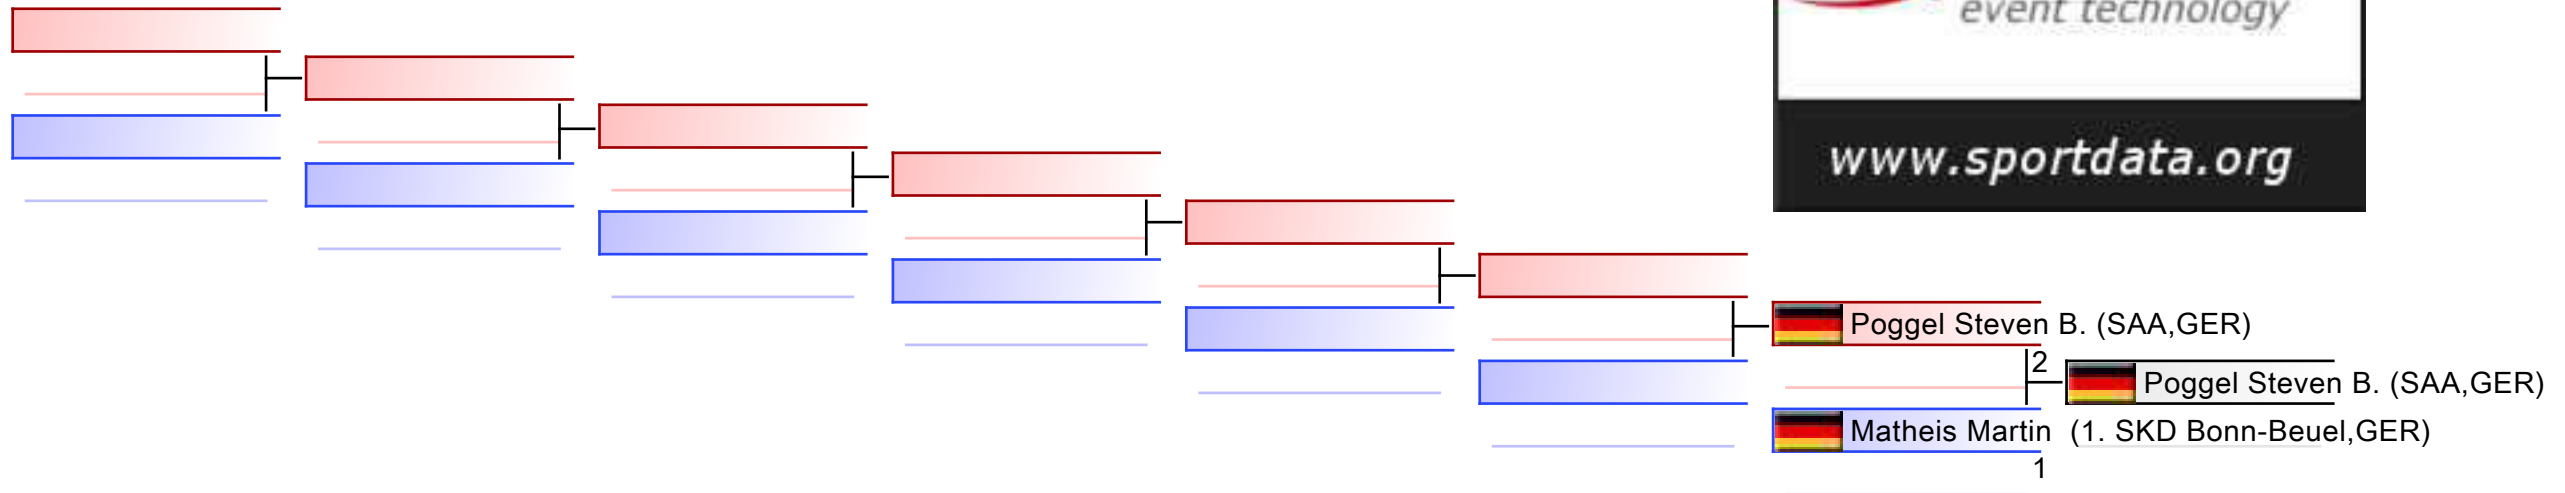 event technology
www.sportdata.org
Poggel Steven B. (SAA,GER)
2
Poggel Steven B. (SAA,GER)
Matheis Martin (1. SKD Bonn-Beuel,GER)
1